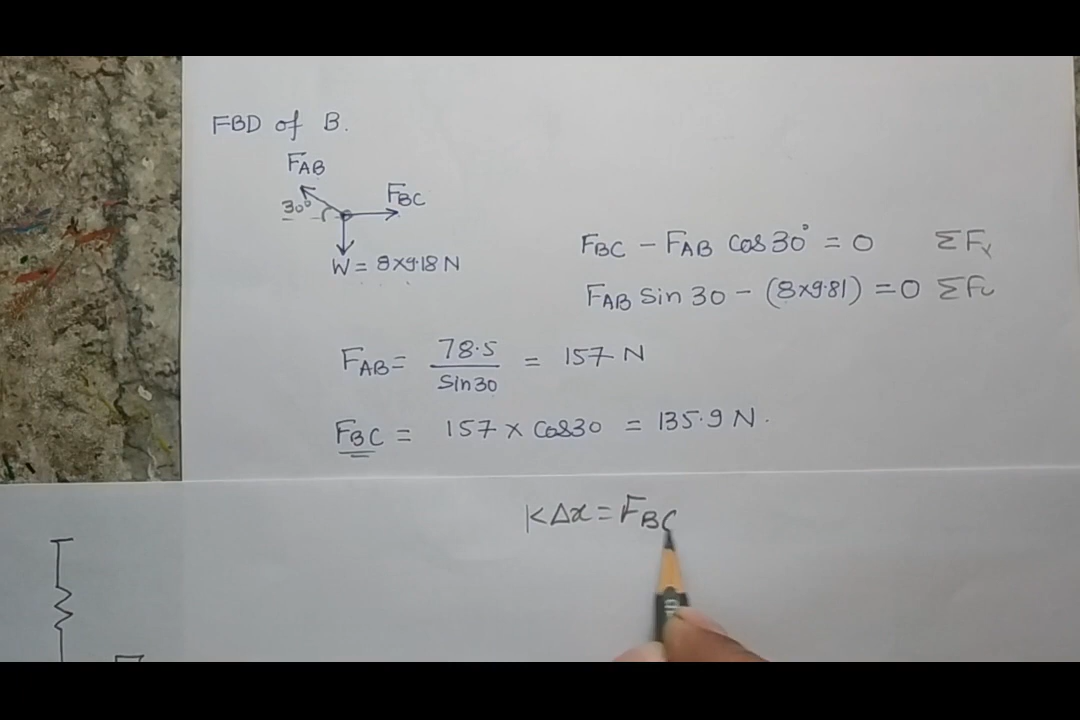 FBD of B.
FAB
30°
FBC
W = 8×9.18 N
FBC − FAB cos 30° = 0 ΣFx
FAB Sin 30 − (8×9.81) = 0
FAB = 78.5 / Sin30 = 157 N
FBC = 157 × cos30 = 135.9 N.
KΔx = FBC